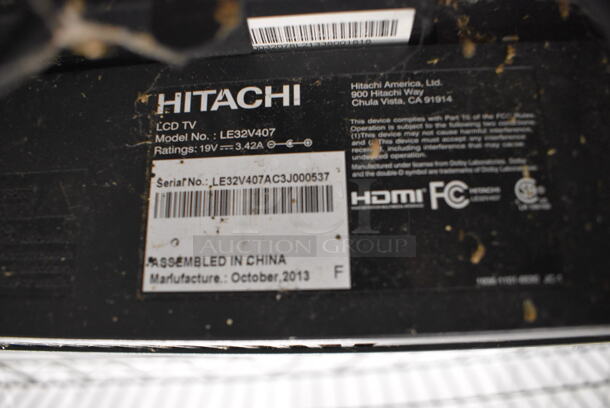 HITACHI
LCD TV
Model No. : LE32V407
Ratings: 19V 3.42A
Hitachi America, Ltd.
900 Hitachi Way
Chula Vista, CA 91914
This device complies with Part 15 of the FCC Rules.
Operation is subject to the following two conditions:
(1)This device may not cause harmful interference,
and (2)This device must accept any interference
received, including interference that may cause
undesired operation.
Manufactured under license from Dolby Laboratories. Dolby
and the double-D symbol are trademarks of Dolby Laboratories.
HDMI FC HITACHI
LE32V407
Serial No.: LE32V407AC3J000537
AUCTION GROUP
ASSEMBLED IN CHINA
Manufacture.: October, 2013 F